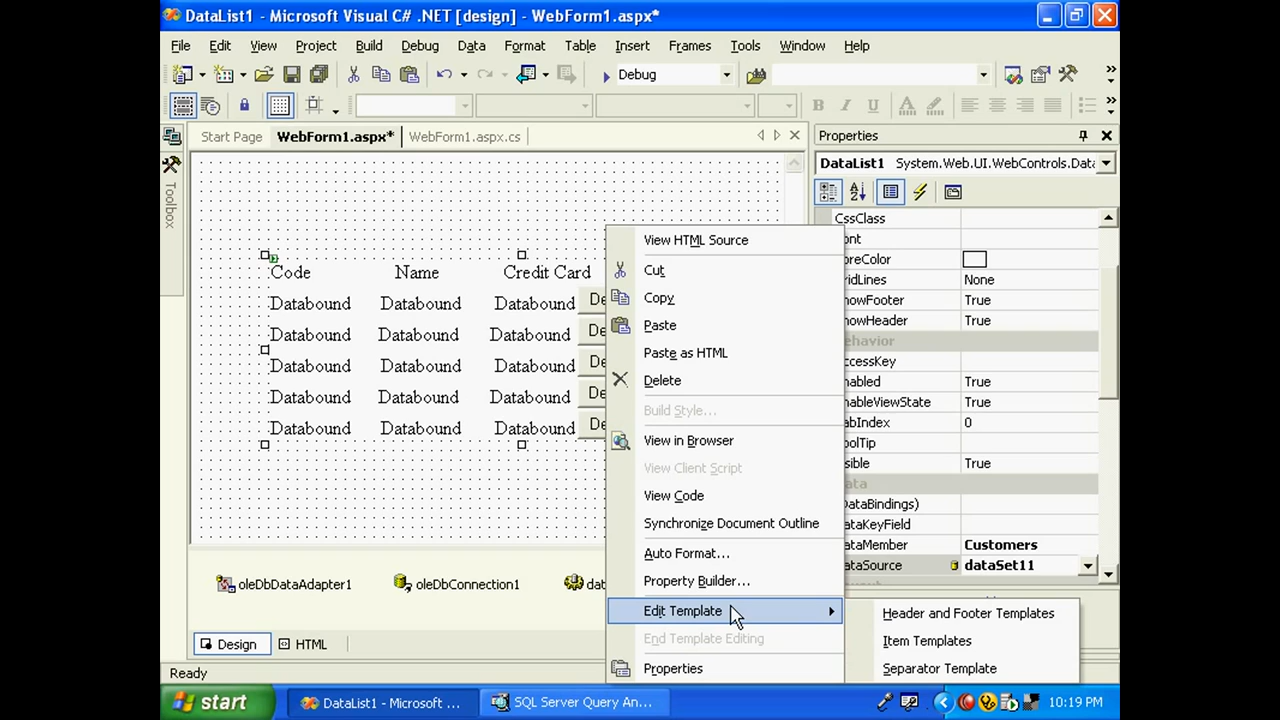 DataList1 - Microsoft Visual C# .NET [design] - WebForm1.aspx*
File Edit View Project Build Debug Data Format Table Insert Frames Tools Window Help
Debug
B I U A
Start Page WebForm1.aspx* WebForm1.aspx.cs
Properties
Toolbox
DataList1 System.Web.UI.WebControls.Data
CssClass
ont
oreColor
ridLines None
howFooter True
howHeader True
ehavior
ccessKey
nabled True
nableViewState True
abIndex 0
oolTip
isible True
ata
DataBindings)
ataKeyField
ataMember Customers
ataSource dataSet11
Code Name Credit Card
Databound Databound Databound De
Databound Databound Databound De
Databound Databound Databound De
Databound Databound Databound De
Databound Databound Databound De
View HTML Source
Cut
Copy
Paste
Paste as HTML
Delete
Build Style...
View in Browser
View Client Script
View Code
Synchronize Document Outline
Auto Format...
Property Builder...
Edit Template
End Template Editing
Properties
Header and Footer Templates
Item Templates
Separator Template
oleDbDataAdapter1 oleDbConnection1 dat
Design HTML
Ready
start DataList1 - Microsoft ... SQL Server Query An... 10:19 PM